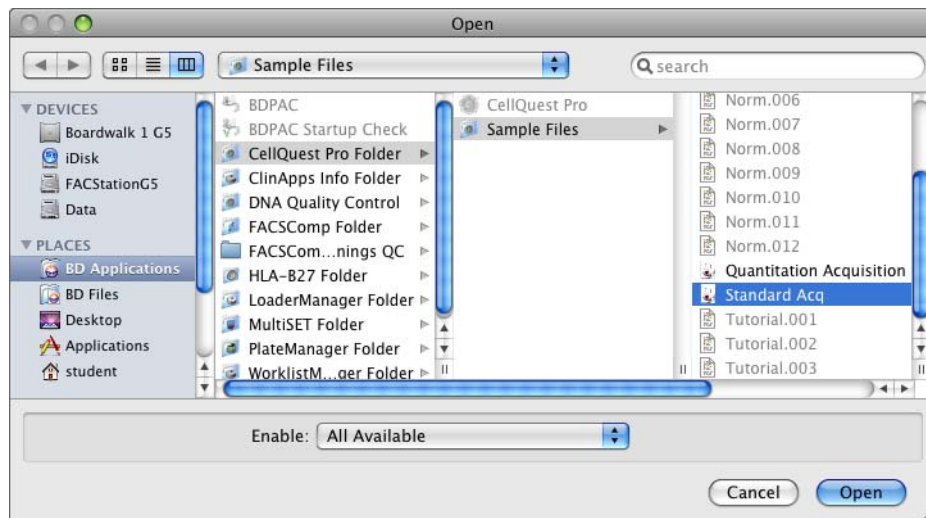 Open
Sample Files
search
DEVICES
Boardwalk 1 G5
iDisk
FACStationG5
Data
PLACES
BD Applications
BD Files
Desktop
Applications
student
BDPAC
BDPAC Startup Check
CellQuest Pro Folder
ClinApps Info Folder
DNA Quality Control
FACSComp Folder
FACSCom...nings QC
HLA-B27 Folder
LoaderManager Folder
MultiSET Folder
PlateManager Folder
WorklistM...ger Folder
CellQuest Pro
Sample Files
Norm.006
Norm.007
Norm.008
Norm.009
Norm.010
Norm.011
Norm.012
Quantitation Acquisition
Standard Acq
Tutorial.001
Tutorial.002
Tutorial.003
Enable: All Available
Cancel Open